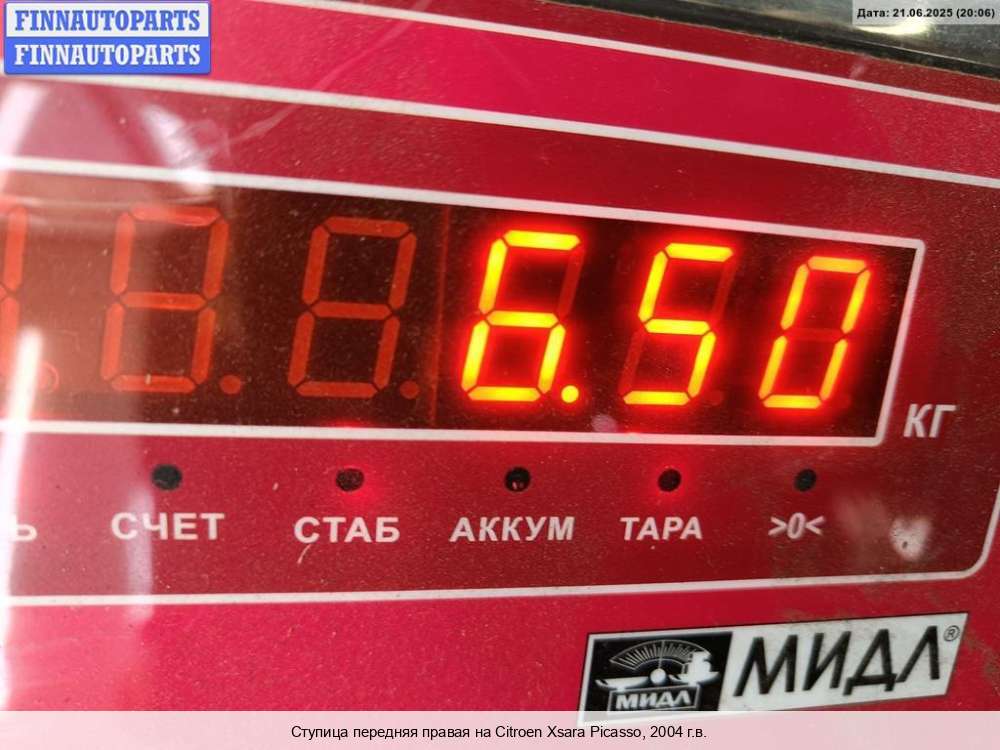 FINNAUTOPARTS
FINNAUTOPARTS
Дата: 21.06.2025 (20:06)
6.50
КГ
Ь СЧЕТ СТАБ АККУМ ТАРА >0<
МИДЛ МИДЛ®
Ступица передняя правая на Citroen Xsara Picasso, 2004 г.в.